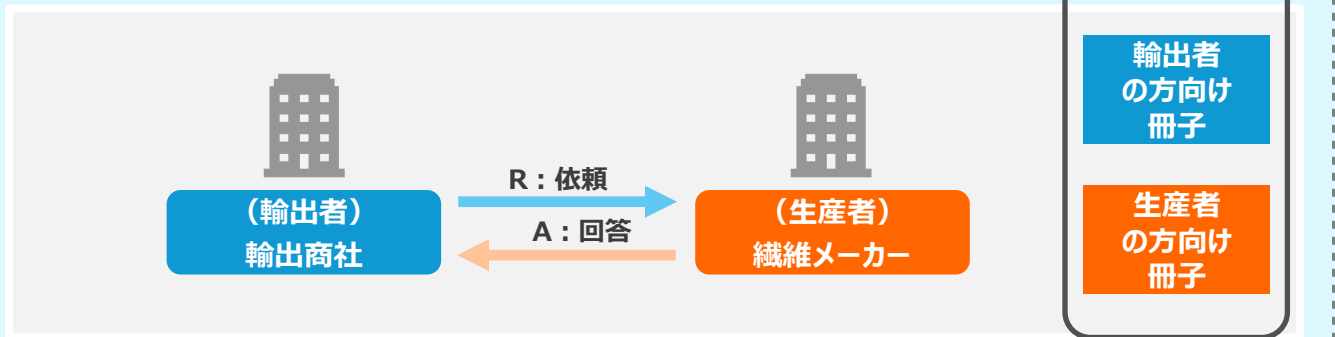 R：依頼
A：回答
（輸出者）
輸出商社
（生産者）
繊維メーカー
輸出者
の方向け
冊子
生産者
の方向け
冊子